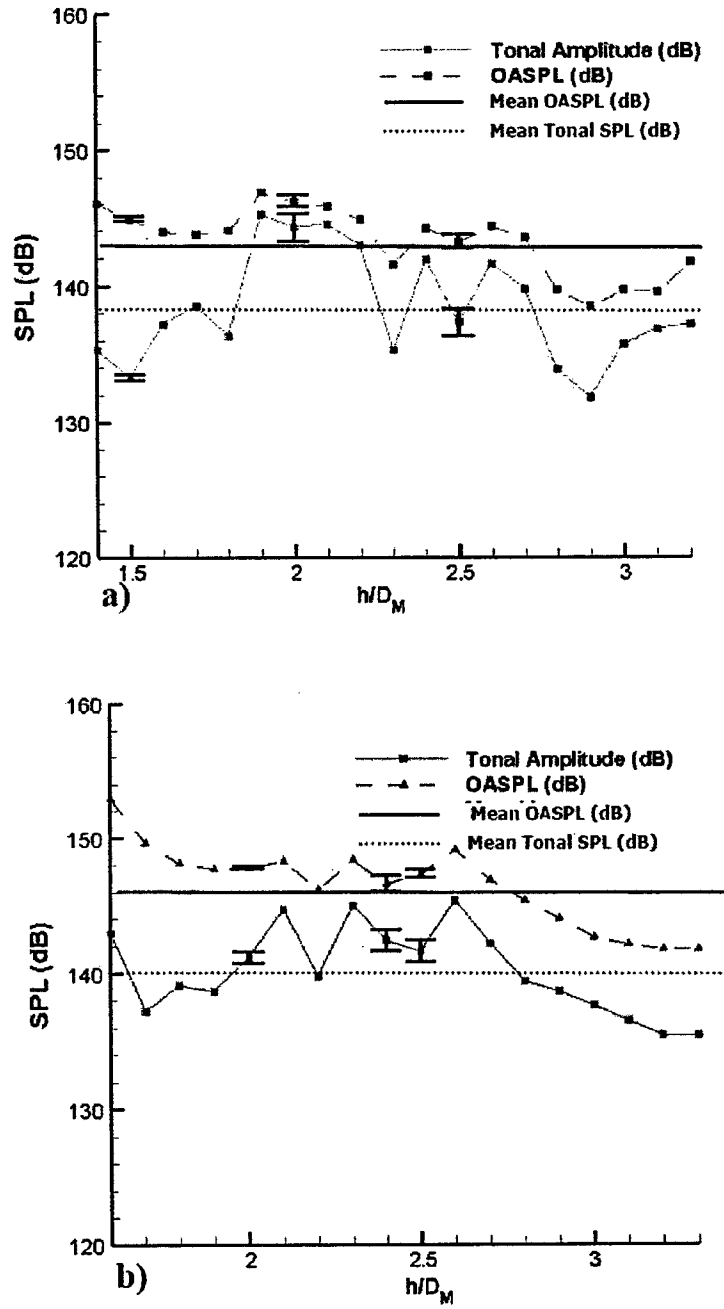 160
Tonal Amplitude (dB)
OASPL (dB)
Mean OASPL (dB)
Mean Tonal SPL (dB)
150
SPL (dB)
140
130
120
1.5
2
2.5
3
a)
h/D_M
160
Tonal Amplitude (dB)
OASPL (dB)
Mean OASPL (dB)
Mean Tonal SPL (dB)
150
SPL (dB)
140
130
120
2
2.5
3
b)
h/D_M